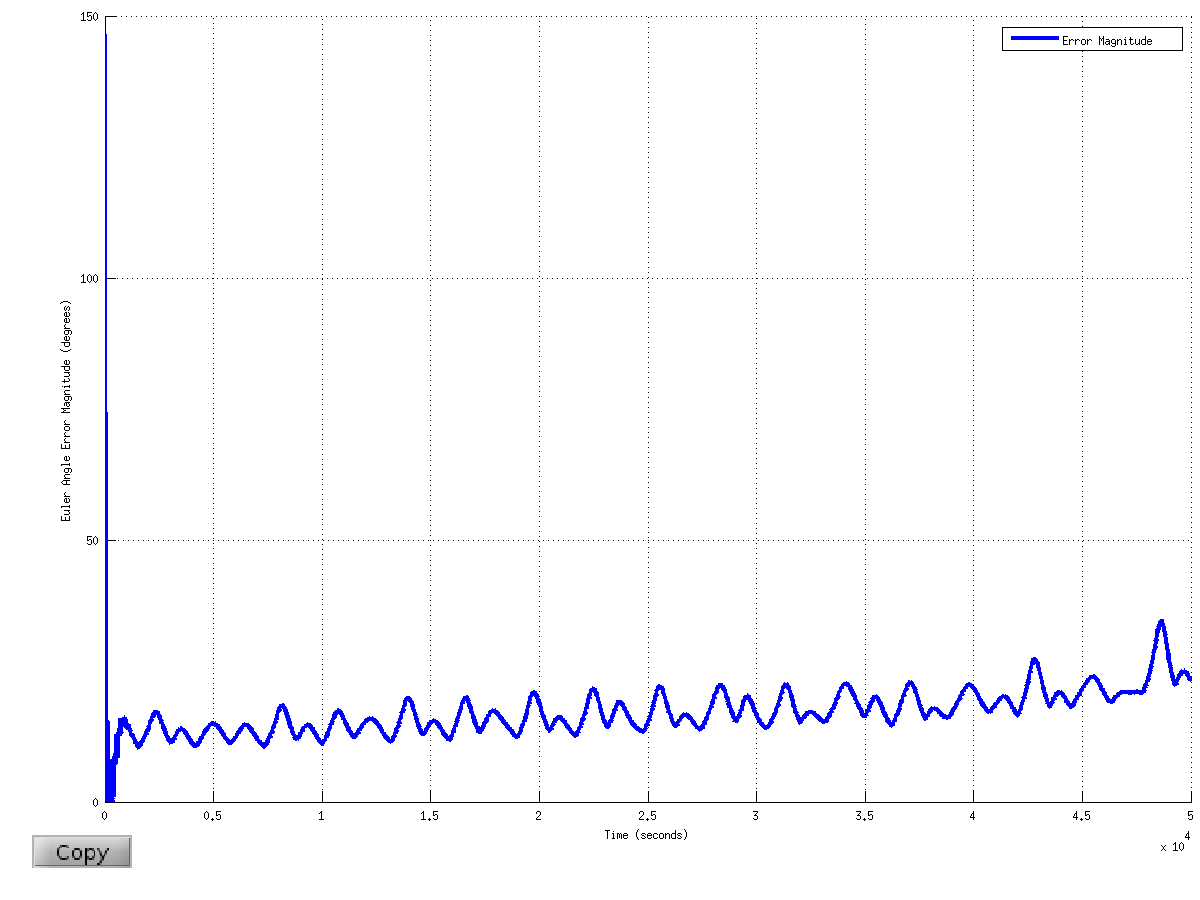 150
Error Magnitude
100
Euler Angle Error Magnitude (degrees)
50
0
0 0.5 1 1.5 2 2.5 3 3.5 4 4.5 5
Time (seconds)
x 10 4
Copy